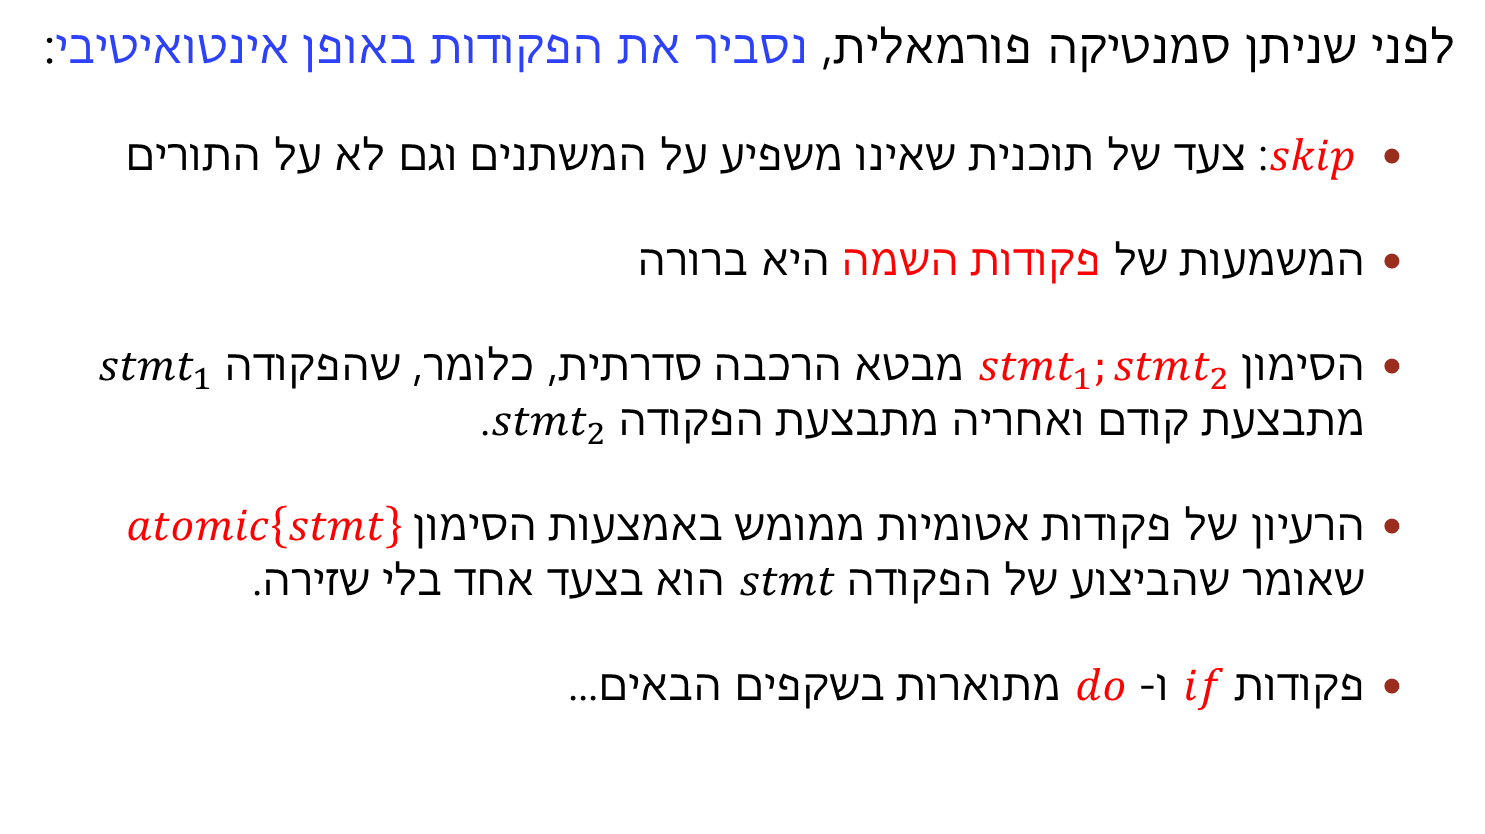 לפני שניתן סמנטיקה פורמאלית, נסביר את הפקודות באופן אינטואיטיבי:
• skip: צעד של תוכנית שאינו משפיע על המשתנים וגם לא על התורים
• המשמעות של פקודות השמה היא ברורה
• הסימון stmt₁; stmt₂ מבטא הרכבה סדרתית, כלומר, שהפקודה stmt₁
מתבצעת קודם ואחריה מתבצעת הפקודה stmt₂.
• הרעיון של פקודות אטומיות ממומש באמצעות הסימון atomic{stmt}
שאומר שהביצוע של הפקודה stmt הוא בצעד אחד בלי שזירה.
• פקודות if ו- do מתוארות בשקפים הבאים...